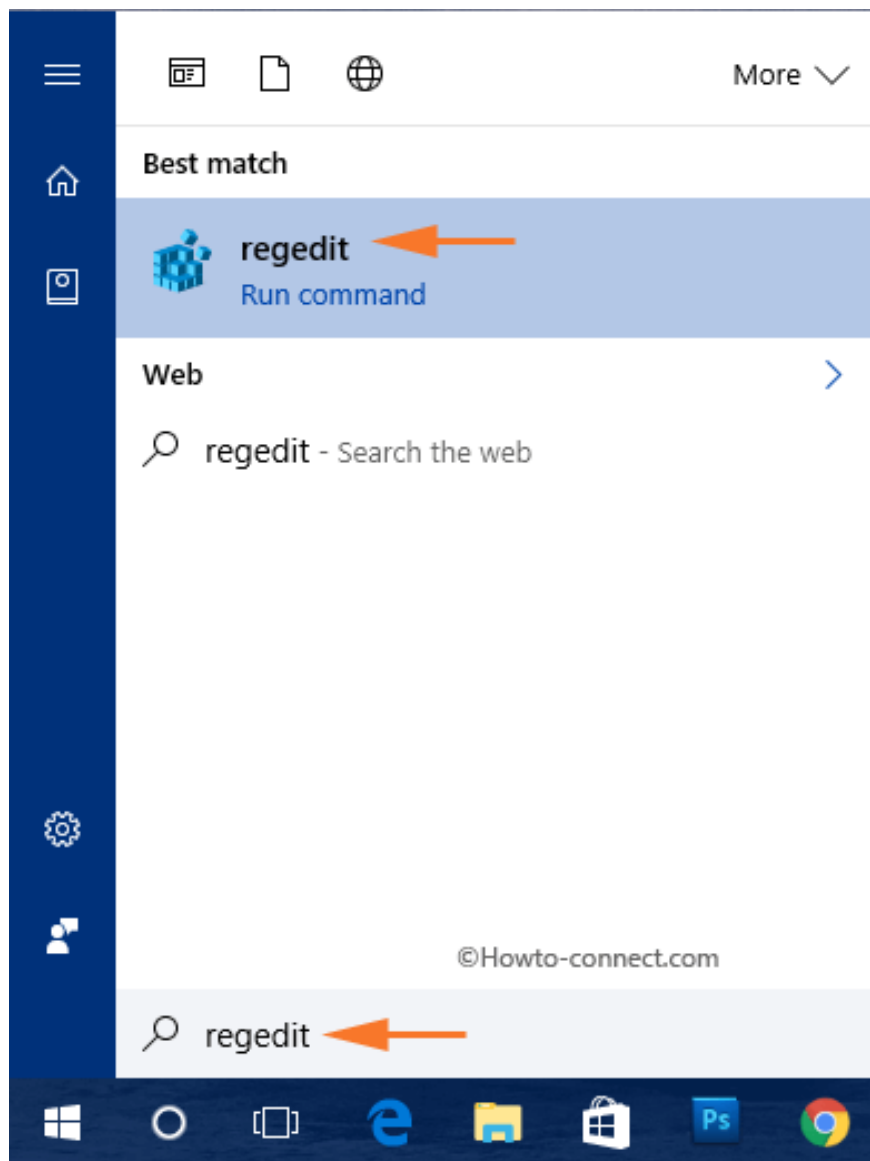 More
Best match
regedit
Run command
Web
regedit - Search the web
©Howto-connect.com
regedit
Ps